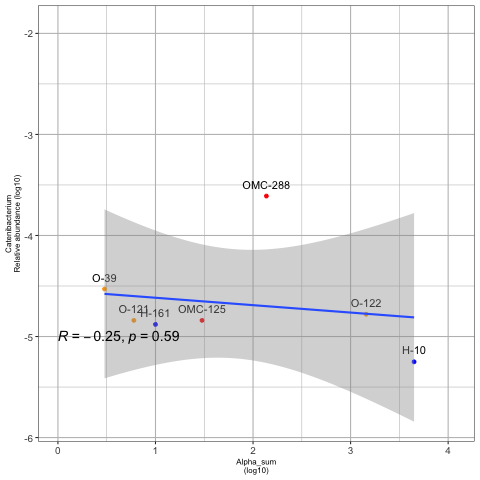 -2
-3
-4
-5
-6
Catenibacterium
Relative abundance (log10)
OMC-288
O-39
O-121
H-161
OMC-125
O-122
H-10
R = −0.25, p = 0.59
0
1
2
3
4
Alpha_sum
(log10)